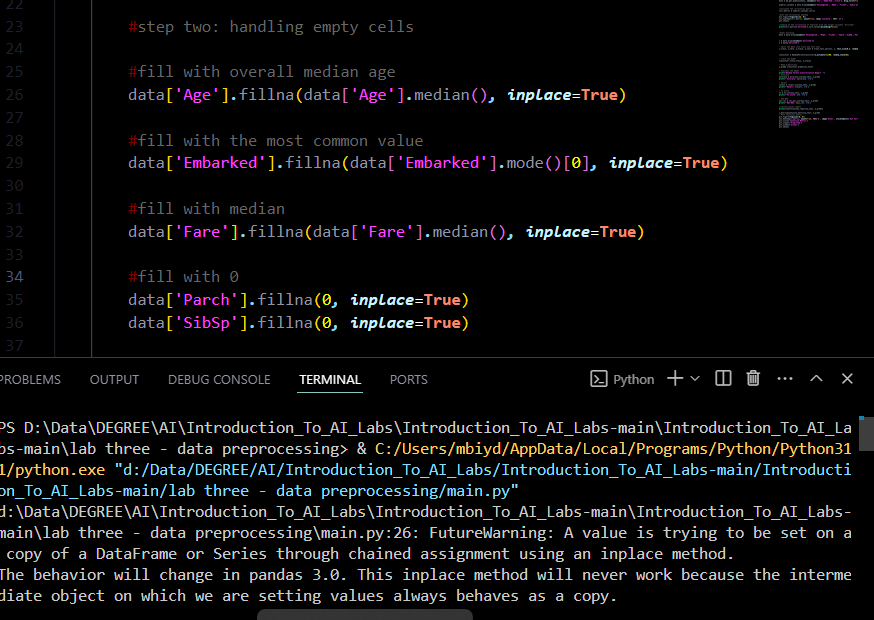 22
23 #step two: handling empty cells
24
25 #fill with overall median age
26 data['Age'].fillna(data['Age'].median(), inplace=True)
27
28 #fill with the most common value
29 data['Embarked'].fillna(data['Embarked'].mode()[0], inplace=True)
30
31 #fill with median
32 data['Fare'].fillna(data['Fare'].median(), inplace=True)
33
34 #fill with 0
35 data['Parch'].fillna(0, inplace=True)
36 data['SibSp'].fillna(0, inplace=True)
37
PROBLEMS OUTPUT DEBUG CONSOLE TERMINAL PORTS Python
PS D:\Data\DEGREE\AI\Introduction_To_AI_Labs\Introduction_To_AI_Labs-main\Introduction_To_AI_La
bs-main\lab three - data preprocessing> & C:/Users/mbiyd/AppData/Local/Programs/Python/Python31
1/python.exe "d:/Data/DEGREE/AI/Introduction_To_AI_Labs/Introduction_To_AI_Labs-main/Introducti
on_To_AI_Labs-main/lab three - data preprocessing/main.py"
d:\Data\DEGREE\AI\Introduction_To_AI_Labs\Introduction_To_AI_Labs-main\Introduction_To_AI_Labs-
main\lab three - data preprocessing\main.py:26: FutureWarning: A value is trying to be set on a
copy of a DataFrame or Series through chained assignment using an inplace method.
The behavior will change in pandas 3.0. This inplace method will never work because the interme
diate object on which we are setting values always behaves as a copy.